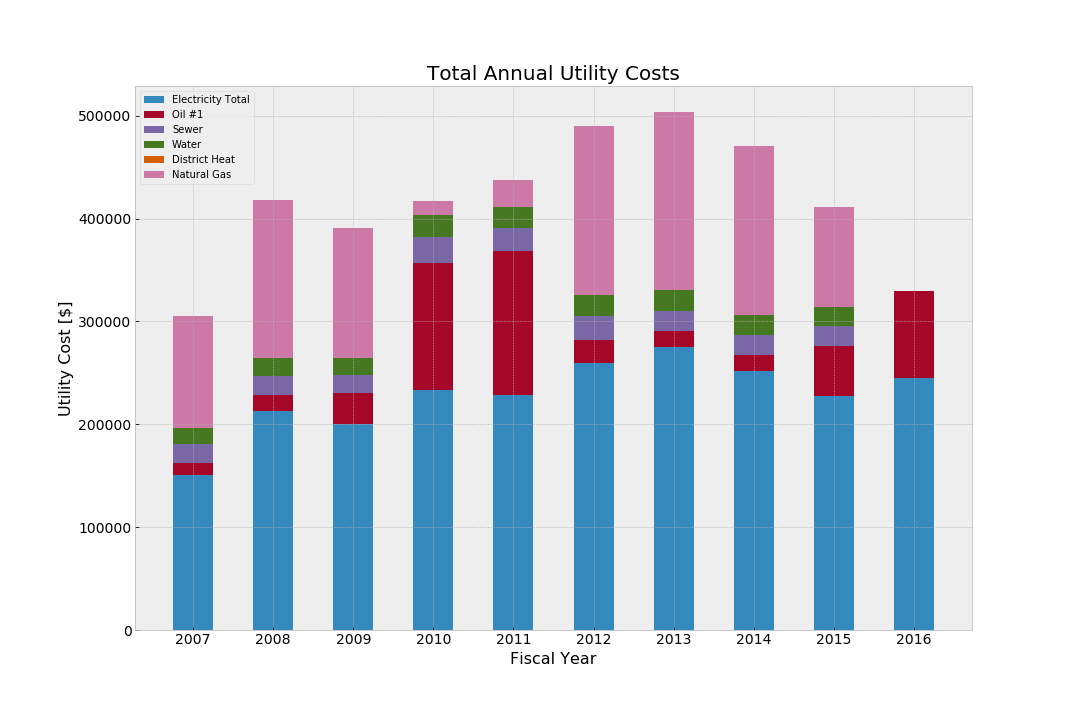 Total Annual Utility Costs
Electricity Total
Oil #1
Sewer
Water
District Heat
Natural Gas
500000
400000
300000
200000
100000
0
Utility Cost [$]
2007 2008 2009 2010 2011 2012 2013 2014 2015 2016
Fiscal Year